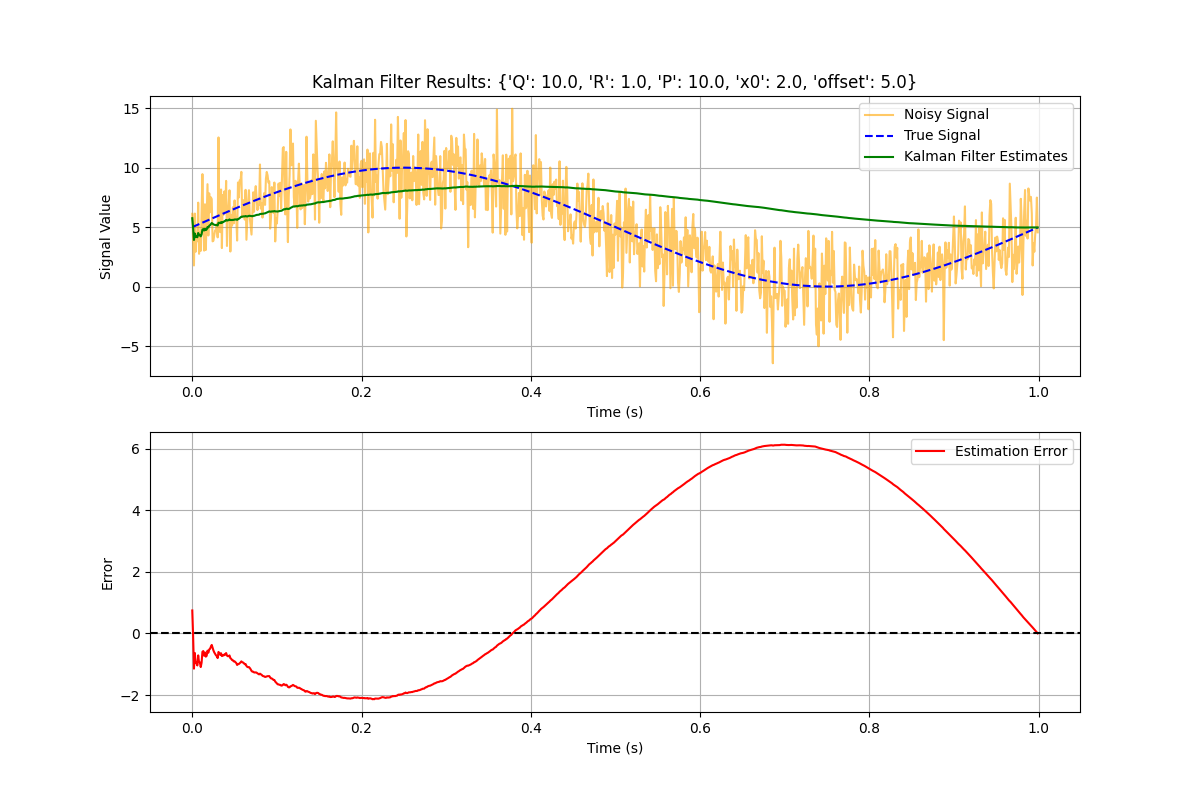 Kalman Filter Results: {'Q': 10.0, 'R': 1.0, 'P': 10.0, 'x0': 2.0, 'offset': 5.0}
Noisy Signal
True Signal
Kalman Filter Estimates
Signal Value
15
10
5
0
−5
0.0 0.2 0.4 0.6 0.8 1.0
Time (s)
Estimation Error
Error
6
4
2
0
−2
0.0 0.2 0.4 0.6 0.8 1.0
Time (s)